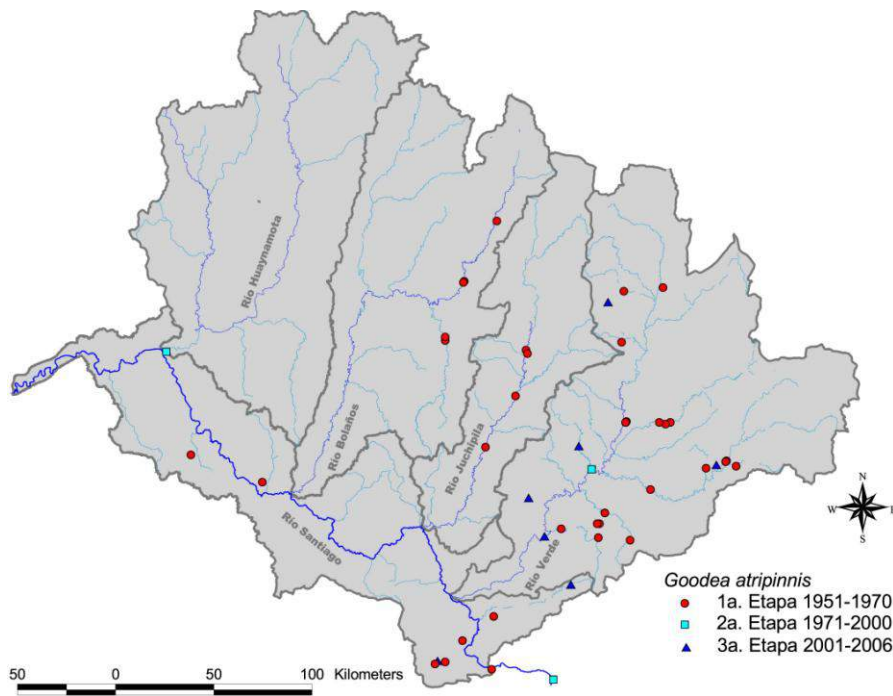 Río Huaynamota
Río Bolaños
Río Juchipila
Río Santiago
Río Verde
N
W
E
S
Goodea atripinnis
1a. Etapa 1951-1970
2a. Etapa 1971-2000
3a. Etapa 2001-2006
50 0 50 100 Kilometers